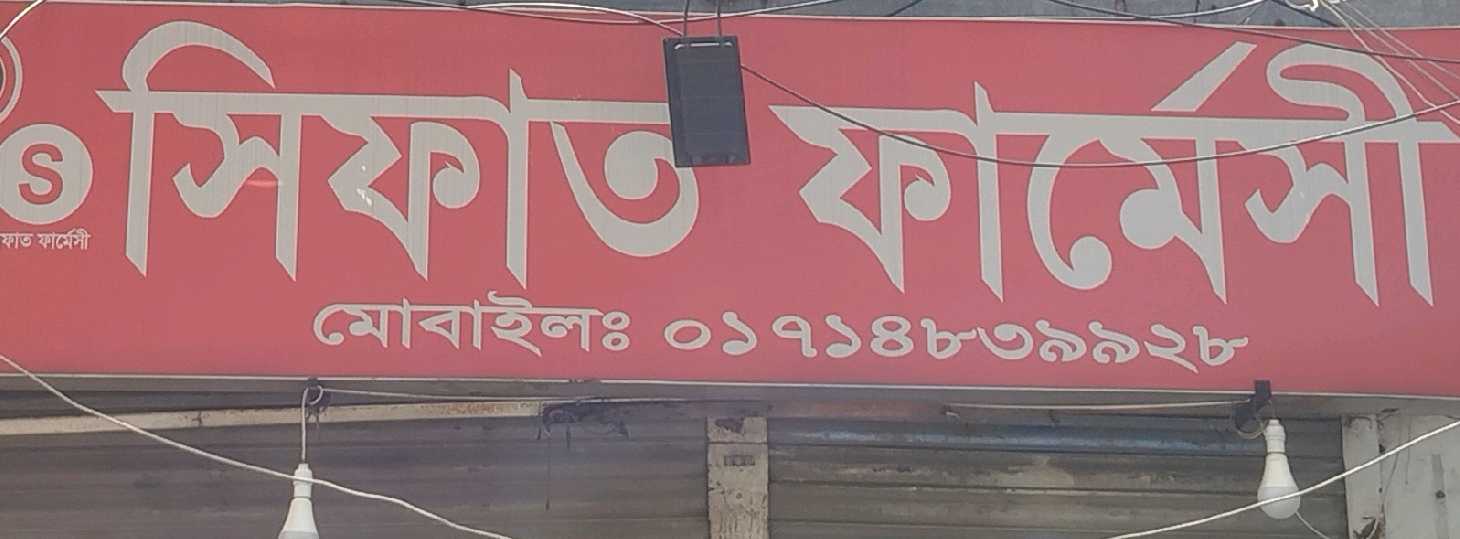 সিফাত ফার্মেসী
S
ফাত ফার্মেসী
মোবাইলঃ ০১৭১৪৮৩৯৯২৮